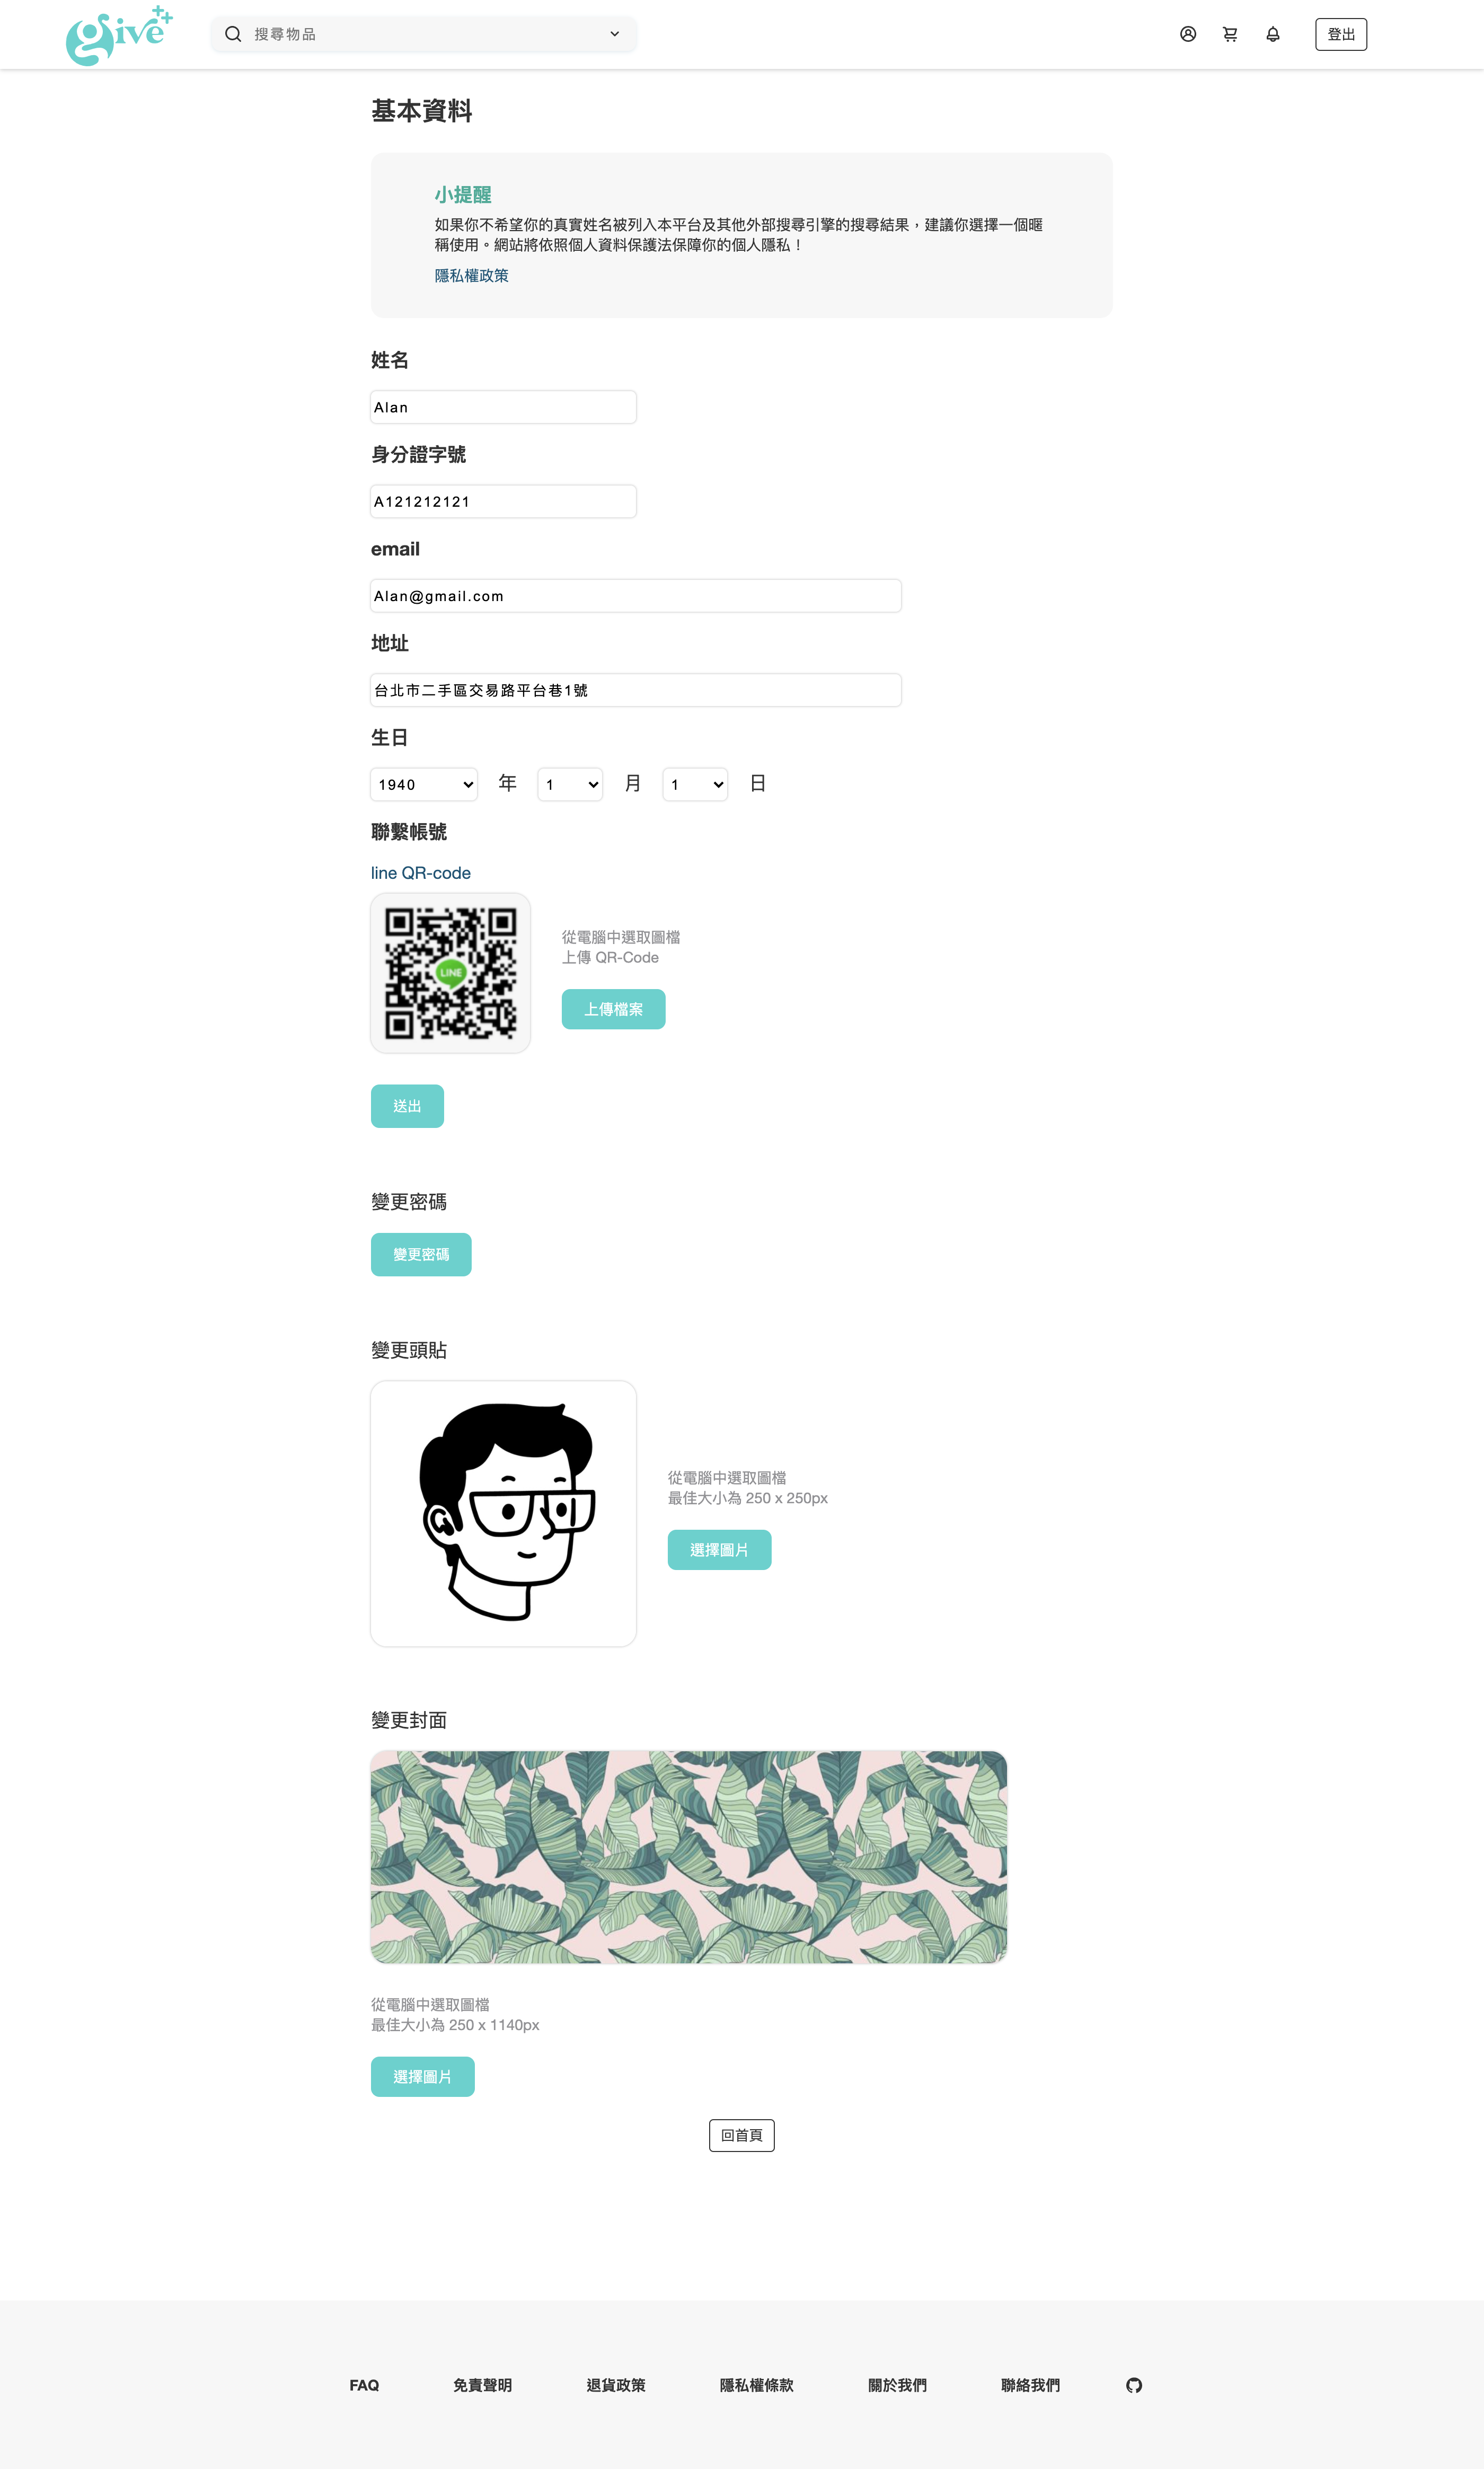 give++
搜尋物品
登出
基本資料
小提醒
如果你不希望你的真實姓名被列入本平台及其他外部搜尋引擎的搜尋結果，建議你選擇一個暱
稱使用。網站將依照個人資料保護法保障你的個人隱私！
隱私權政策
姓名
Alan
身分證字號
A121212121
email
Alan@gmail.com
地址
台北市二手區交易路平台巷1號
生日
1940 年 1 月 1 日
聯繫帳號
line QR-code
LINE
從電腦中選取圖檔
上傳 QR-Code
上傳檔案
送出
變更密碼
變更密碼
變更頭貼
從電腦中選取圖檔
最佳大小為 250 x 250px
選擇圖片
變更封面
從電腦中選取圖檔
最佳大小為 250 x 1140px
選擇圖片
回首頁
FAQ 免責聲明 退貨政策 隱私權條款 關於我們 聯絡我們